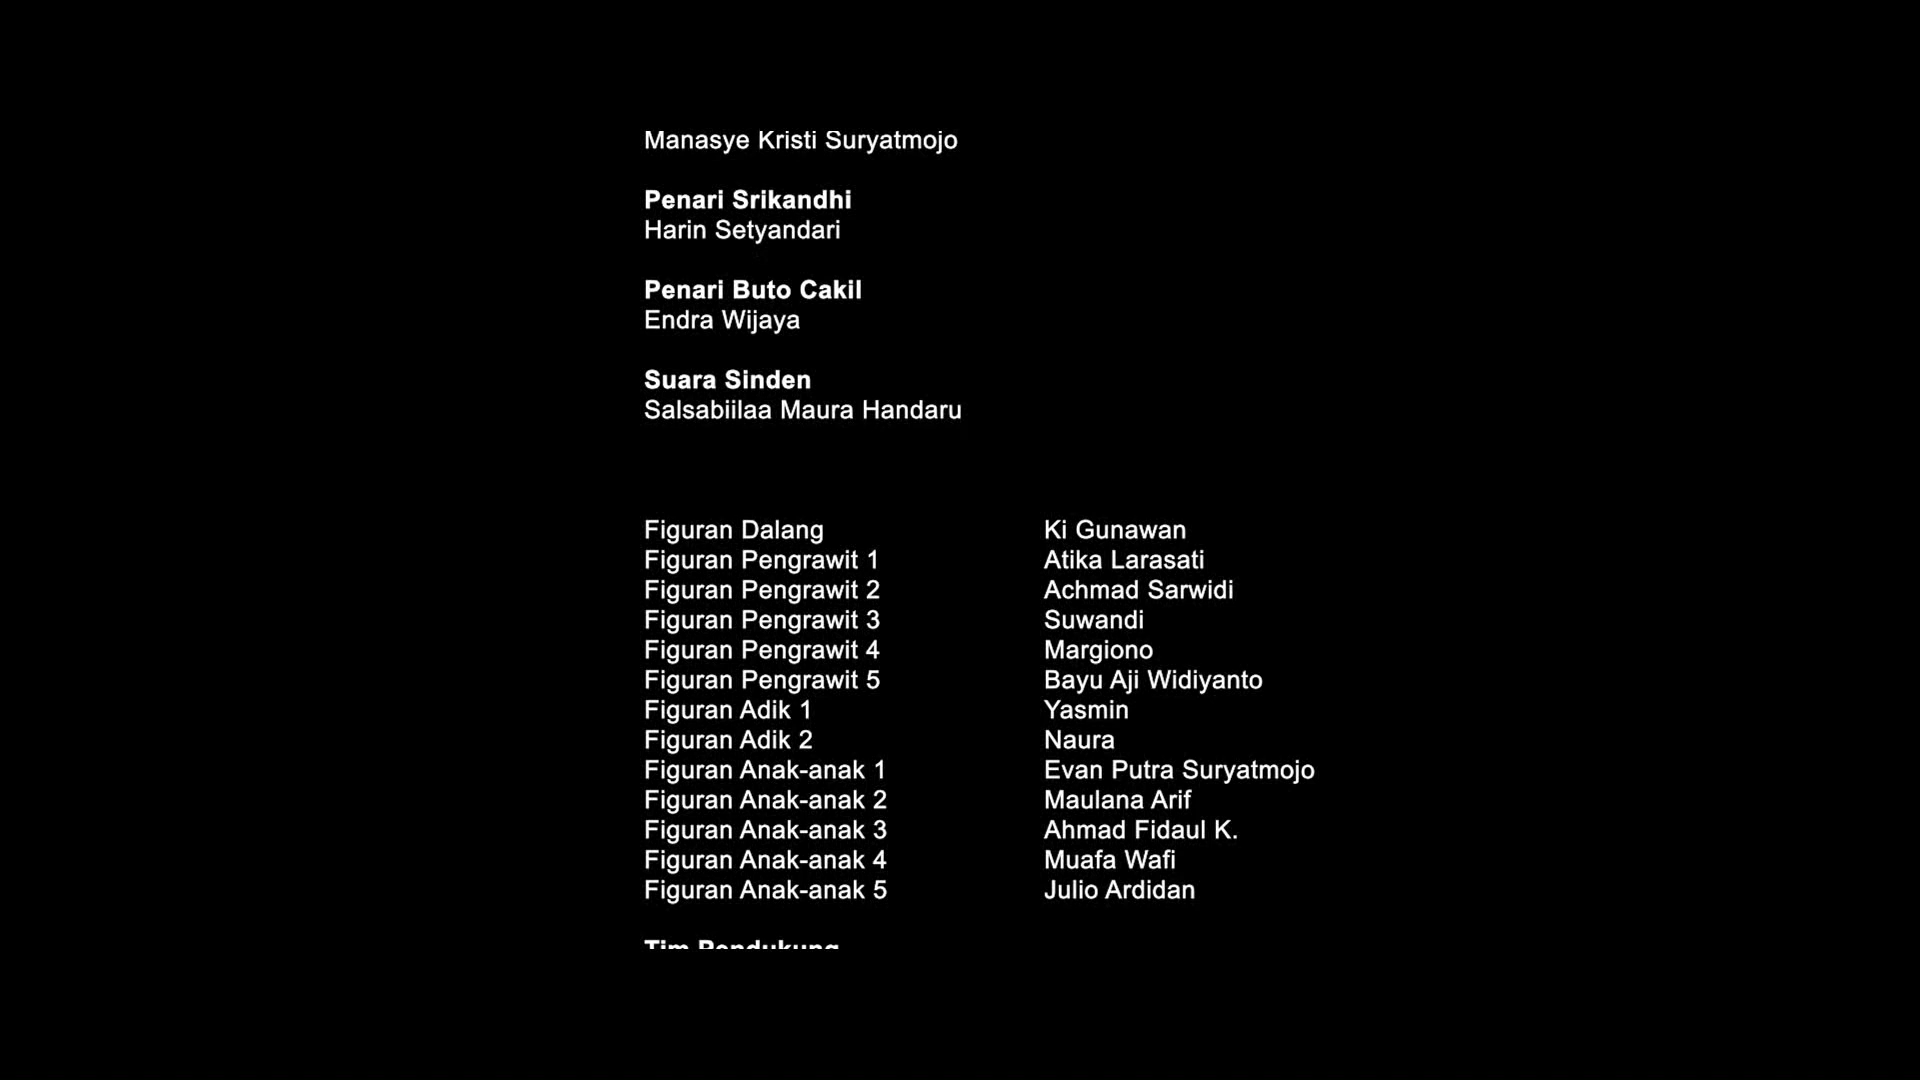 Manasye Kristi Suryatmojo
Penari Srikandhi
Harin Setyandari
Penari Buto Cakil
Endra Wijaya
Suara Sinden
Salsabiilaa Maura Handaru
Figuran Dalang Ki Gunawan
Figuran Pengrawit 1 Atika Larasati
Figuran Pengrawit 2 Achmad Sarwidi
Figuran Pengrawit 3 Suwandi
Figuran Pengrawit 4 Margiono
Figuran Pengrawit 5 Bayu Aji Widiyanto
Figuran Adik 1 Yasmin
Figuran Adik 2 Naura
Figuran Anak-anak 1 Evan Putra Suryatmojo
Figuran Anak-anak 2 Maulana Arif
Figuran Anak-anak 3 Ahmad Fidaul K.
Figuran Anak-anak 4 Muafa Wafi
Figuran Anak-anak 5 Julio Ardidan
Tim Pendukung